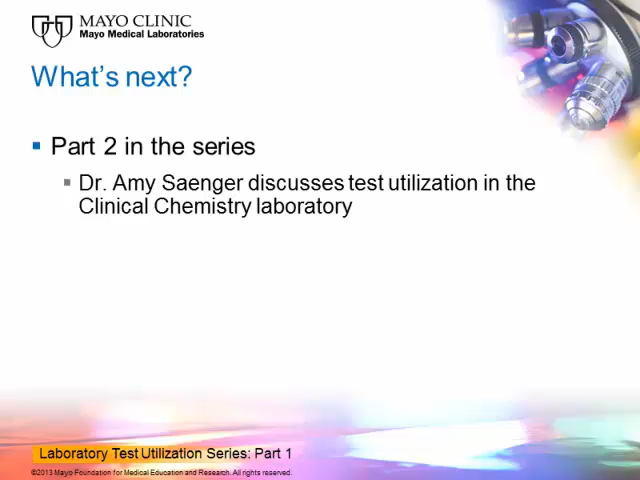 MAYO CLINIC
Mayo Medical Laboratories
What's next?
Part 2 in the series
Dr. Amy Saenger discusses test utilization in the
Clinical Chemistry laboratory
Laboratory Test Utilization Series: Part 1
©2013 Mayo Foundation for Medical Education and Research. All rights reserved.